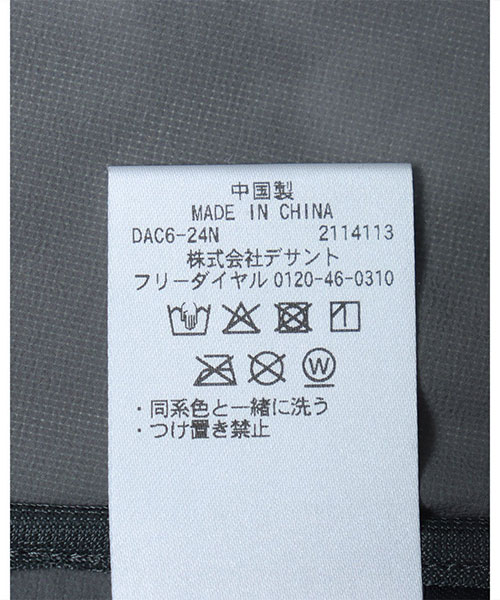 中国製
MADE IN CHINA
DAC6-24N 2114113
株式会社デサント
フリーダイヤル 0120-46-0310
W
・同系色と一緒に洗う
・つけ置き禁止